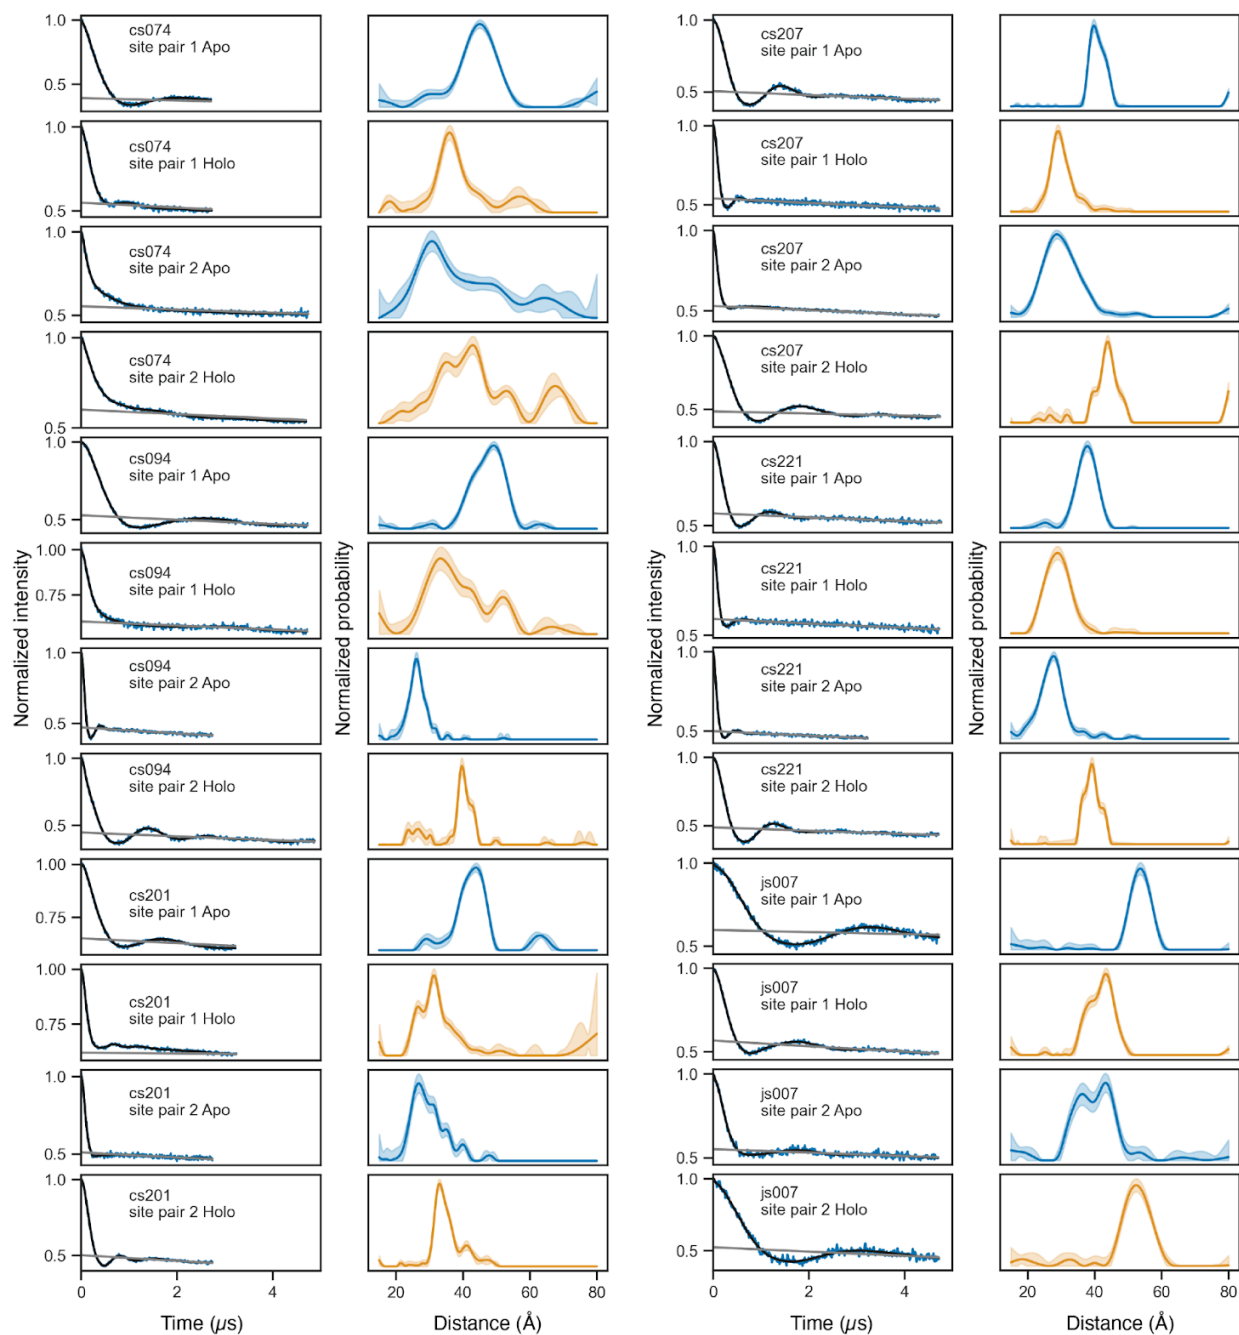 1.0
0.5
cs074
site pair 1 Apo
1.0
0.5
cs074
site pair 1 Holo
1.0
0.5
cs074
site pair 2 Apo
1.0
0.5
cs074
site pair 2 Holo
1.0
0.5
cs094
site pair 1 Apo
1.00
0.75
cs094
site pair 1 Holo
1.0
0.5
cs094
site pair 2 Apo
1.0
0.5
cs094
site pair 2 Holo
1.00
0.75
cs201
site pair 1 Apo
1.00
0.75
cs201
site pair 1 Holo
1.0
0.5
cs201
site pair 2 Apo
1.0
0.5
cs201
site pair 2 Holo
Normalized intensity
0 2 4
Time (μs)
Normalized probability
20 40 60 80
Distance (Å)
1.0
0.5
cs207
site pair 1 Apo
1.0
0.5
cs207
site pair 1 Holo
1.0
0.5
cs207
site pair 2 Apo
1.0
0.5
cs207
site pair 2 Holo
1.0
0.5
cs221
site pair 1 Apo
1.0
0.5
cs221
site pair 1 Holo
1.0
0.5
cs221
site pair 2 Apo
1.0
0.5
cs221
site pair 2 Holo
1.0
0.5
js007
site pair 1 Apo
1.0
0.5
js007
site pair 1 Holo
1.0
0.5
js007
site pair 2 Apo
1.0
0.5
js007
site pair 2 Holo
Normalized intensity
0 2 4
Time (μs)
Normalized probability
20 40 60 80
Distance (Å)